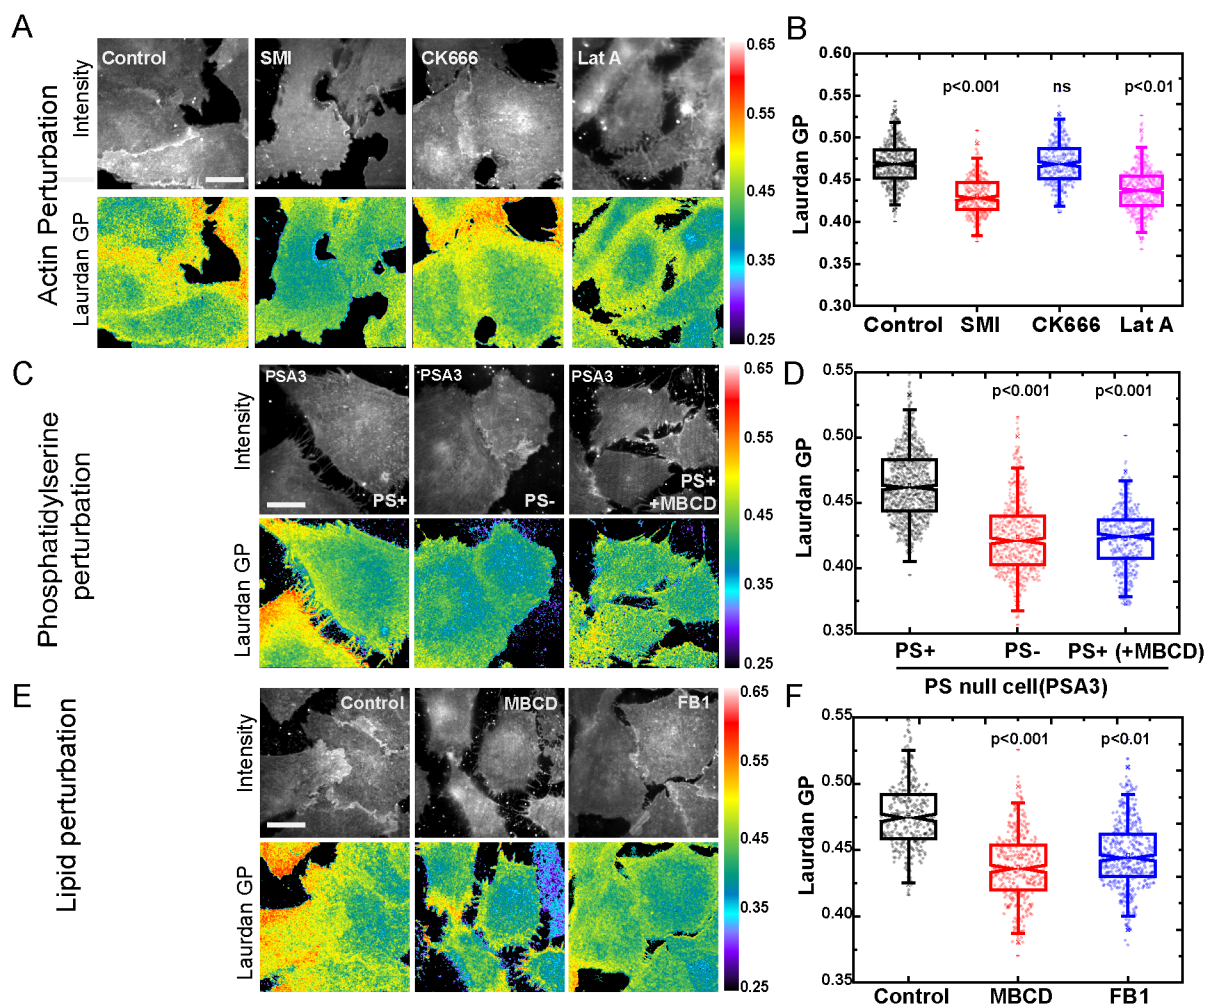 A
Actin Perturbation
Intensity
Laurdan GP
Control
SMI
CK666
Lat A
0.65
0.55
0.45
0.35
0.25
B
Laurdan GP
0.60
0.55
0.50
0.45
0.40
0.35
0.30
p<0.001
ns
p<0.01
Control
SMI
CK666
Lat A
C
Phosphatidylserine
perturbation
Intensity
Laurdan GP
PSA3
PS+
PSA3
PS-
PSA3
PS+
+MBCD
0.65
0.55
0.45
0.35
0.25
D
Laurdan GP
0.55
0.50
0.45
0.40
0.35
p<0.001
p<0.001
PS+
PS-
PS+ (+MBCD)
PS null cell(PSA3)
E
Lipid perturbation
Intensity
Laurdan GP
Control
MBCD
FB1
0.65
0.55
0.45
0.35
0.25
F
Laurdan GP
0.55
0.50
0.45
0.40
0.35
p<0.001
p<0.01
Control
MBCD
FB1